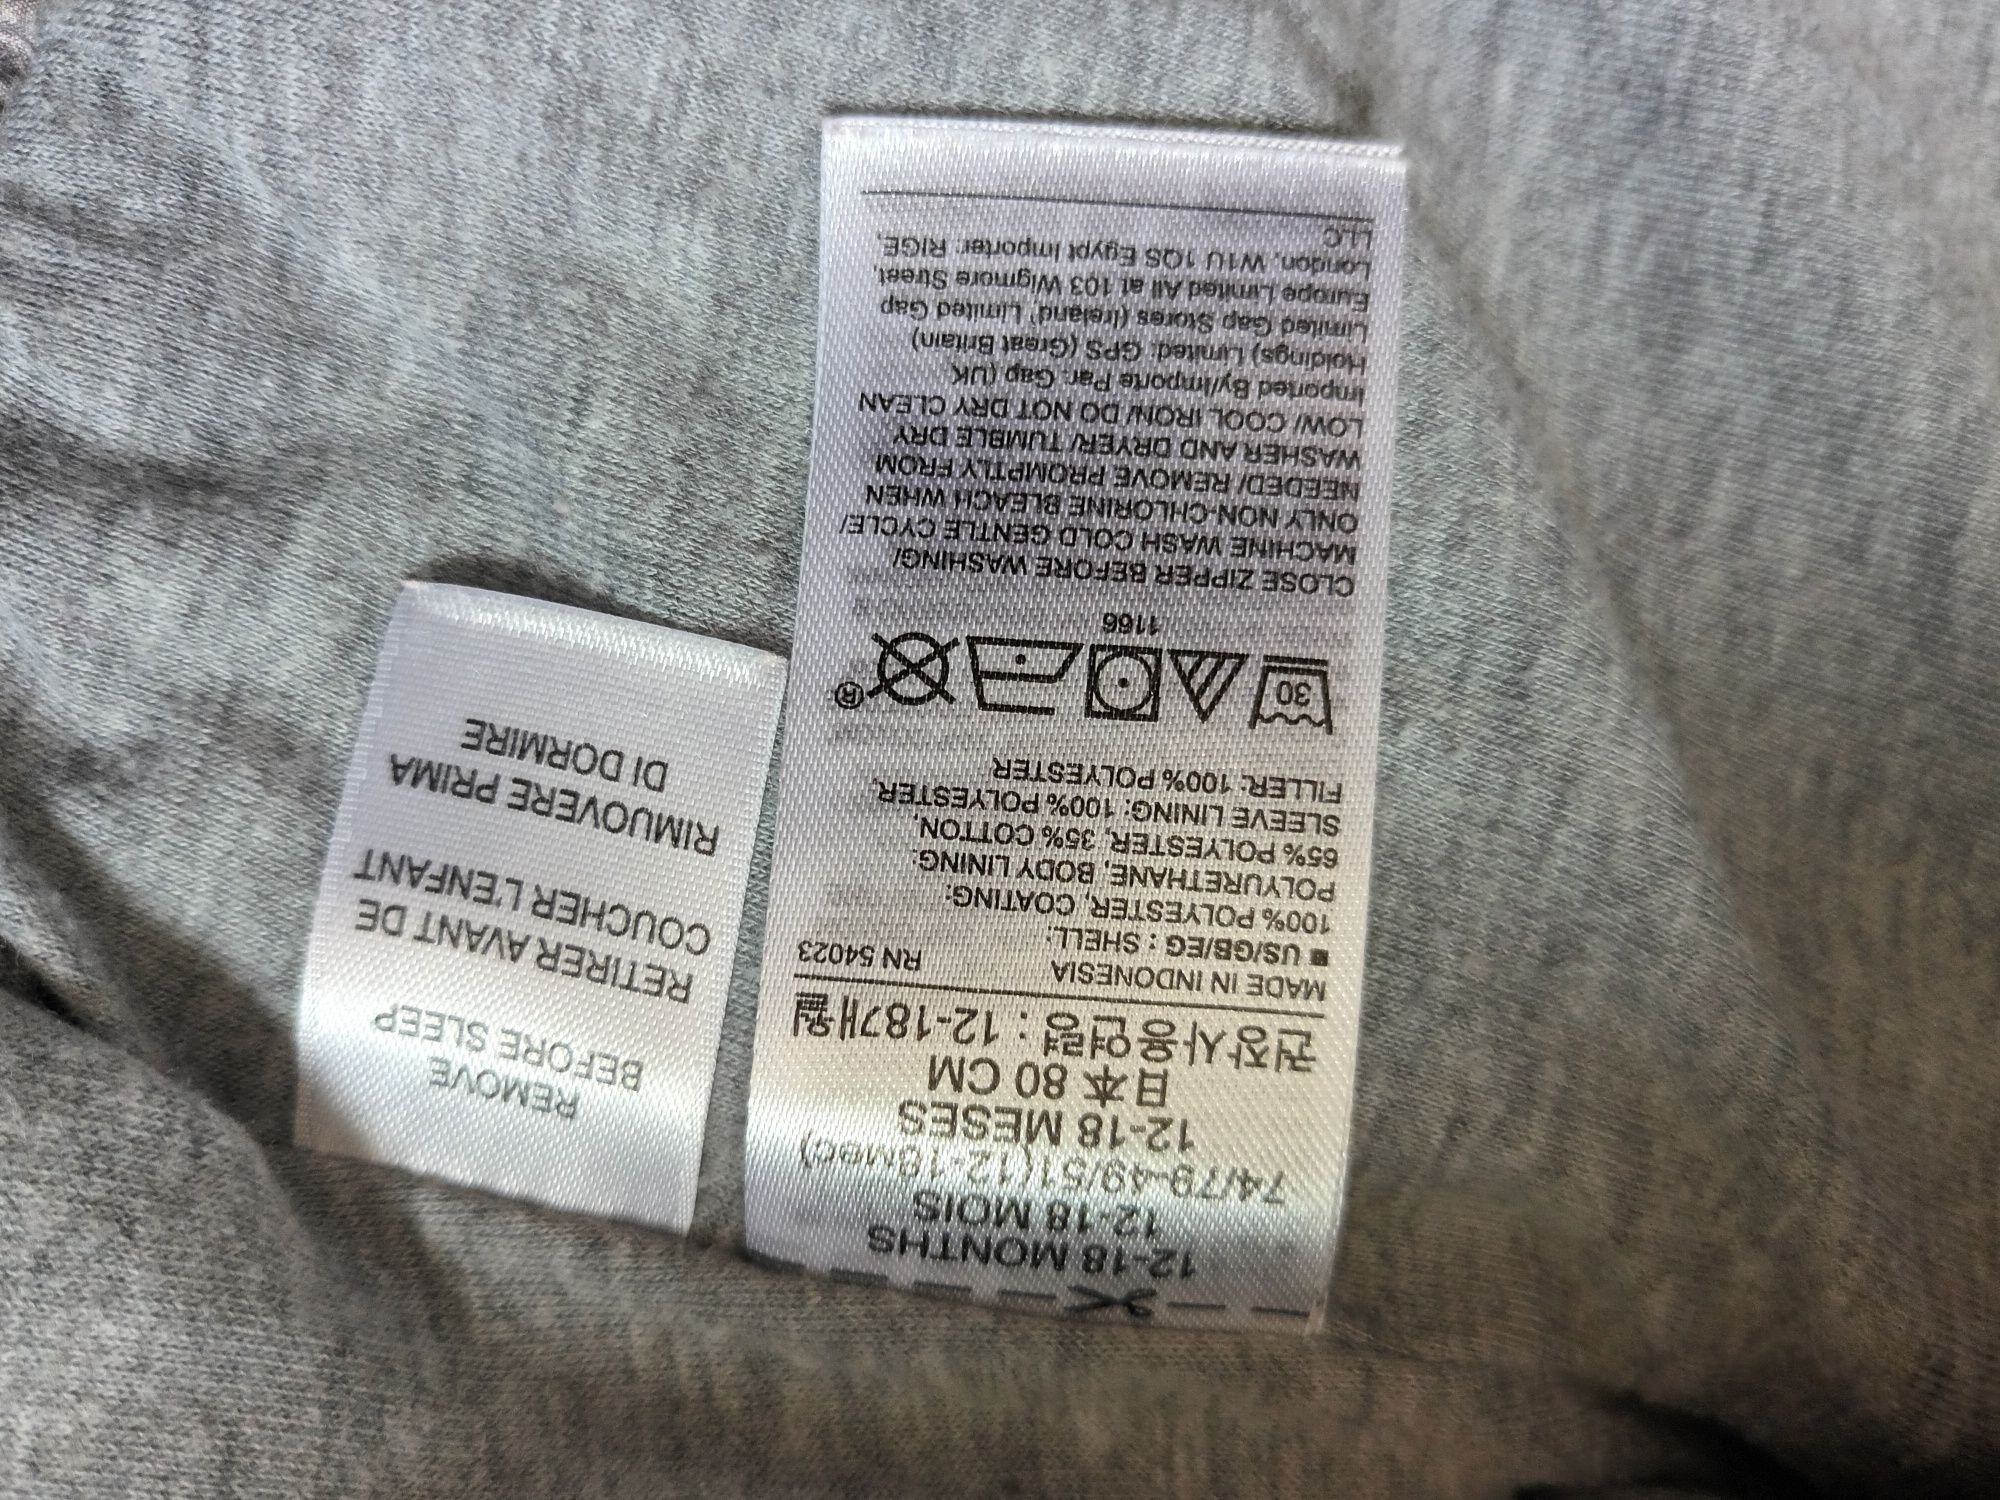 12-18 MONTHS
12-18 MOIS
74/79-49/51(12-18мес)
12-18 MESES
日本 80 CM
권장사용연령 : 12-18개월
MADE IN INDONESIA
RN 54023
■ US/GB/EG : SHELL:
100% POLYESTER, COATING:
POLYURETHANE, BODY LINING:
65% POLYESTER, 35% COTTON,
SLEEVE LINING: 100% POLYESTER,
FILLER: 100% POLYESTER
30
®
1166
CLOSE ZIPPER BEFORE WASHING/
MACHINE WASH COLD GENTLE CYCLE/
ONLY NON-CHLORINE BLEACH WHEN
NEEDED/ REMOVE PROMPTLY FROM
WASHER AND DRYER/ TUMBLE DRY
LOW/ COOL IRON/ DO NOT DRY CLEAN
Imported By/Importe Par: Gap (UK
Holdings) Limited; GPS (Great Britain)
Limited Gap Stores (Ireland) Limited Gap
Europe Limited All at 103 Wigmore Street,
London, W1U 1QS Egypt Importer: RIGE,
LLC
REMOVE
BEFORE SLEEP
RETIRER AVANT DE
COUCHER L'ENFANT
RIMUOVERE PRIMA
DI DORMIRE